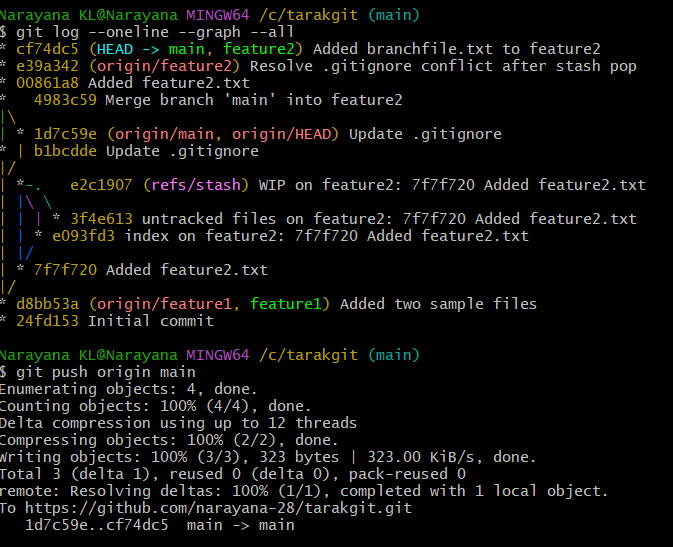 Narayana KL@Narayana MINGW64 /c/tarakgit (main)
$ git log --oneline --graph --all
* cf74dc5 (HEAD -> main, feature2) Added branchfile.txt to feature2
* e39a342 (origin/feature2) Resolve .gitignore conflict after stash pop
* 00861a8 Added feature2.txt
*   4983c59 Merge branch 'main' into feature2
|\
| * 1d7c59e (origin/main, origin/HEAD) Update .gitignore
* | b1bcdde Update .gitignore
|/
| *-.   e2c1907 (refs/stash) WIP on feature2: 7f7f720 Added feature2.txt
| |\ \
| | | * 3f4e613 untracked files on feature2: 7f7f720 Added feature2.txt
| | * e093fd3 index on feature2: 7f7f720 Added feature2.txt
| |/
| * 7f7f720 Added feature2.txt
|/
* d8bb53a (origin/feature1, feature1) Added two sample files
* 24fd153 Initial commit
Narayana KL@Narayana MINGW64 /c/tarakgit (main)
$ git push origin main
Enumerating objects: 4, done.
Counting objects: 100% (4/4), done.
Delta compression using up to 12 threads
Compressing objects: 100% (2/2), done.
Writing objects: 100% (3/3), 323 bytes | 323.00 KiB/s, done.
Total 3 (delta 1), reused 0 (delta 0), pack-reused 0
remote: Resolving deltas: 100% (1/1), completed with 1 local object.
To https://github.com/narayana-28/tarakgit.git
   1d7c59e..cf74dc5  main -> main